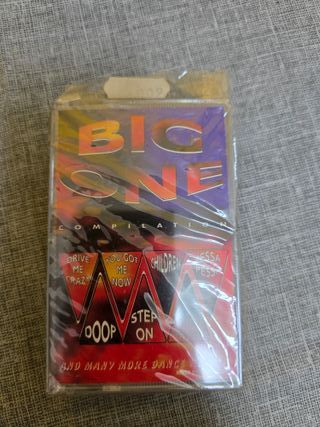 BIG
ONE
COMPILATION
DRIVE
ME
CRAZY
YOU GOT
ME
NOW
CHILDREN
DOOP
STEP
ON
AND MANY MORE DANCE